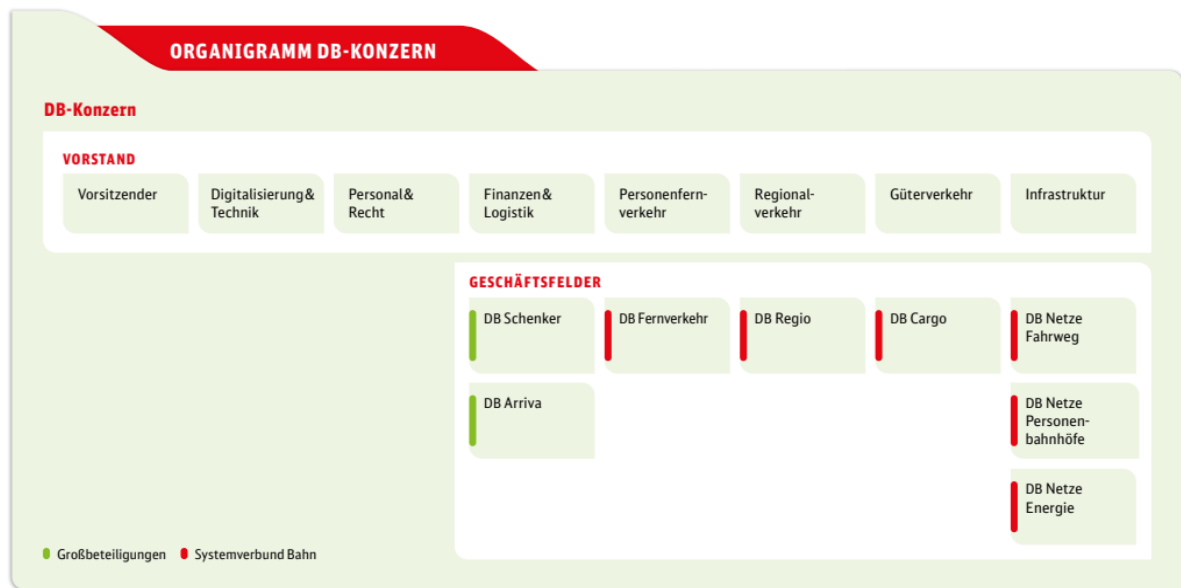 ORGANIGRAMM DB-KONZERN
DB-Konzern
VORSTAND
Vorsitzender
Digitalisierung&
Technik
Personal&
Recht
Finanzen&
Logistik
Personenfern-
verkehr
Regional-
verkehr
Güterverkehr
Infrastruktur
GESCHÄFTSFELDER
DB Schenker
DB Fernverkehr
DB Regio
DB Cargo
DB Netze
Fahrweg
DB Arriva
DB Netze
Personen-
bahnhöfe
DB Netze
Energie
Großbeteiligungen
Systemverbund Bahn